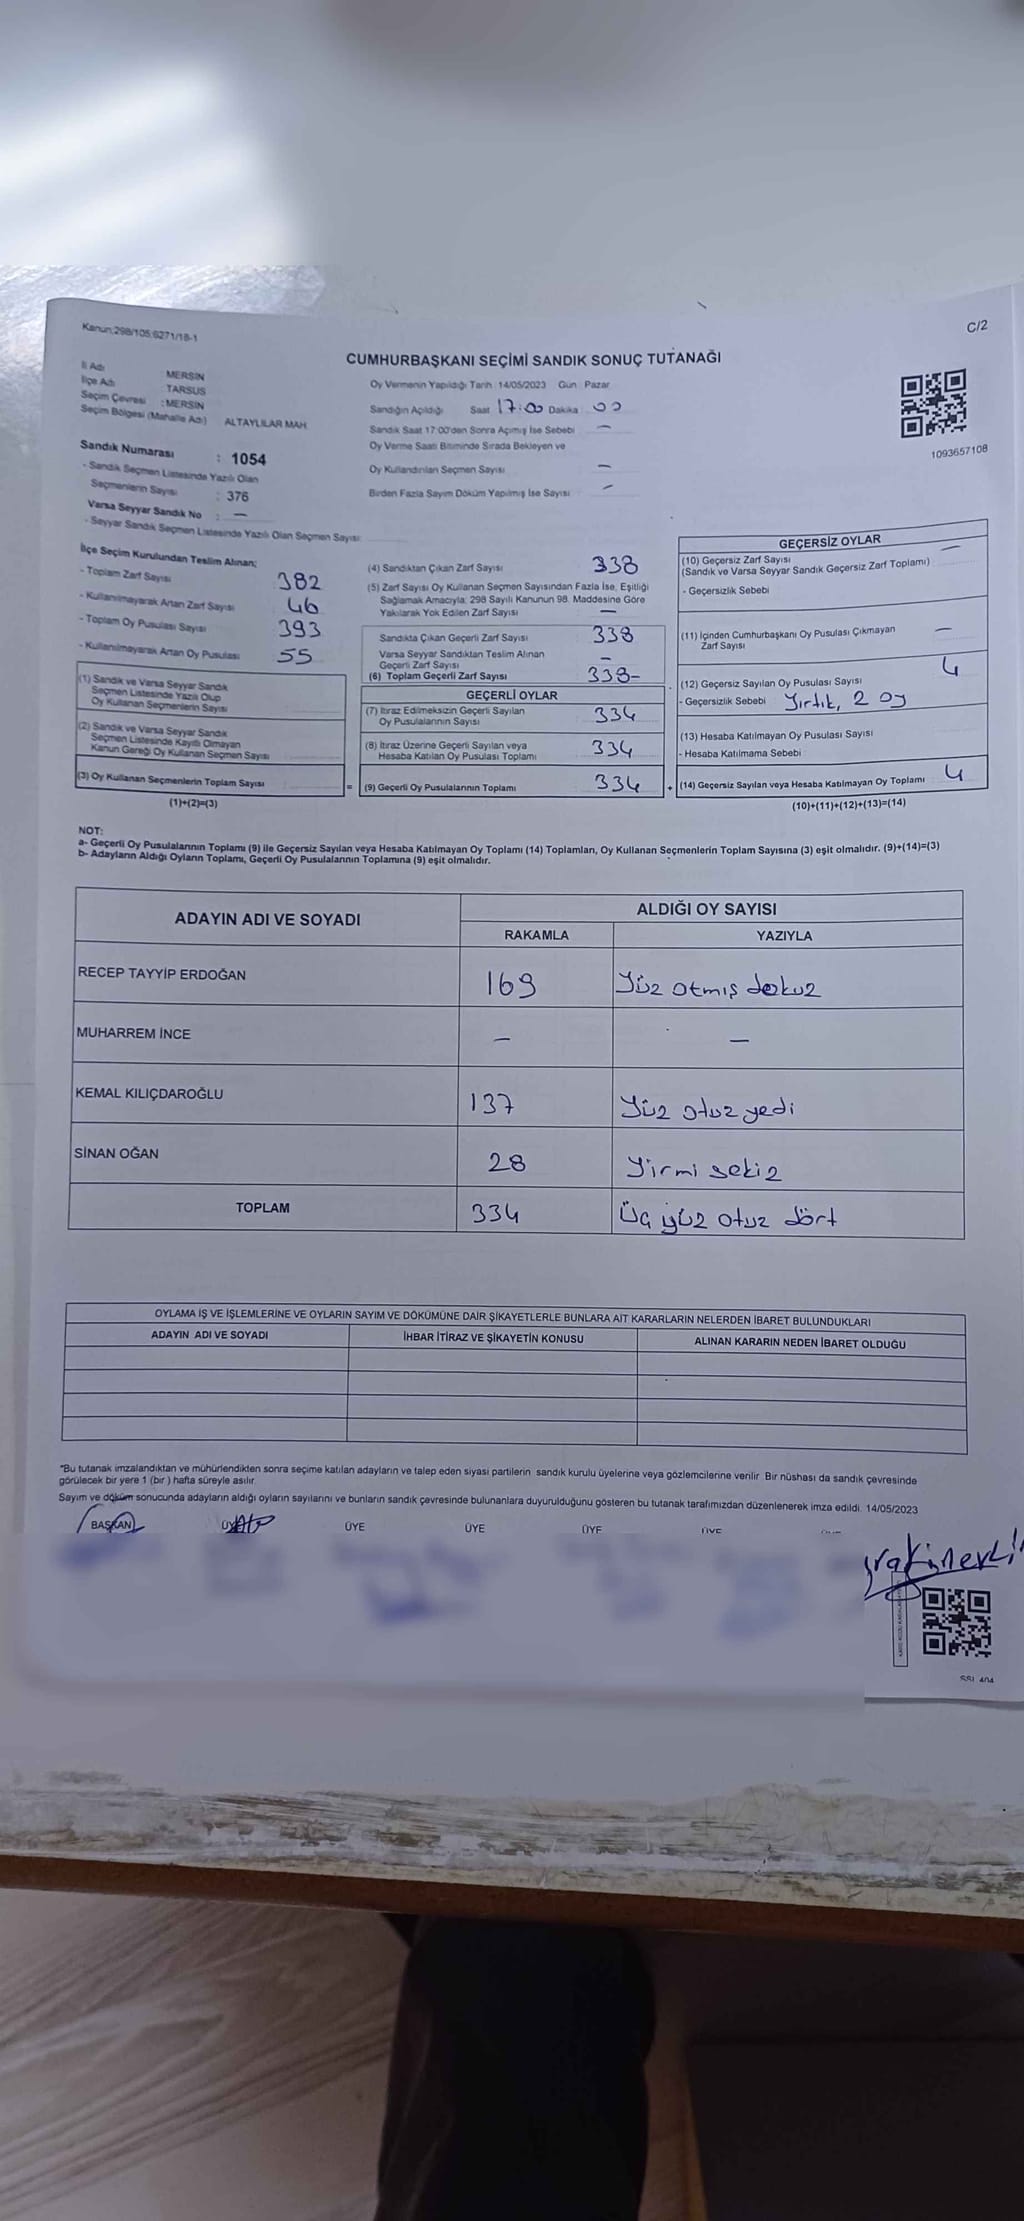 Kanun;298/105;6271/18-1
C/2
CUMHURBAŞKANI SEÇİMİ SANDIK SONUÇ TUTANAĞI
İl Adı : MERSİN
İlçe Adı : TARSUS
Seçim Çevresi : MERSİN
Seçim Bölgesi (Mahalle Adı) ALTAYLILAR MAH.
Sandık Numarası : 1054
- Sandık Seçmen Listesinde Yazılı Olan
Seçmenlerin Sayısı : 376
Varsa Seyyar Sandık No : —
- Seyyar Sandık Seçmen Listesinde Yazılı Olan Seçmen Sayısı:
Oy Vermenin Yapıldığı Tarih :14/05/2023 Gün : Pazar
Sandığın Açıldığı Saat 17:00 Dakika 00
Sandık Saat 17:00'den Sonra Açımış İse Sebebi —
Oy Verme Saati Bitiminde Sırada Bekleyen ve
Oy Kullandırılan Seçmen Sayısı —
Birden Fazla Sayım Döküm Yapılmış İse Sayısı —
1093657108
İlçe Seçim Kurulundan Teslim Alınan;
- Toplam Zarf Sayısı 382
- Kullanılmayarak Artan Zarf Sayısı 46
- Toplam Oy Pusulası Sayısı 393
- Kullanılmayarak Artan Oy Pusulası 55
(1) Sandık ve Varsa Seyyar Sandık
Seçmen Listesinde Yazılı Olup
Oy Kullanan Seçmenlerin Sayısı
(2) Sandık ve Varsa Seyyar Sandık
Seçmen Listesinde Kayıtlı Olmayan
Kanun Gereği Oy Kullanan Seçmen Sayısı
(3) Oy Kullanan Seçmenlerin Toplam Sayısı =
(1)+(2)=(3)
(4) Sandıktan Çıkan Zarf Sayısı 338
(5) Zarf Sayısı Oy Kullanan Seçmen Sayısından Fazla İse, Eşitliği
Sağlamak Amacıyla; 298 Sayılı Kanunun 98. Maddesine Göre
Yakılarak Yok Edilen Zarf Sayısı —
Sandıkta Çıkan Geçerli Zarf Sayısı 338
Varsa Seyyar Sandıktan Teslim Alınan
Geçerli Zarf Sayısı —
(6) Toplam Geçerli Zarf Sayısı 338-
GEÇERLİ OYLAR
(7) İtiraz Edilmeksizin Geçerli Sayılan
Oy Pusulalarının Sayısı 334
(8) İtiraz Üzerine Geçerli Sayılan veya
Hesaba Katılan Oy Pusulası Toplamı 334
(9) Geçerli Oy Pusulalarının Toplamı 334 +
GEÇERSİZ OYLAR
(10) Geçersiz Zarf Sayısı —
(Sandık ve Varsa Seyyar Sandık Geçersiz Zarf Toplamı)
- Geçersizlik Sebebi
(11) İçinden Cumhurbaşkanı Oy Pusulası Çıkmayan
Zarf Sayısı —
(12) Geçersiz Sayılan Oy Pusulası Sayısı 4
- Geçersizlik Sebebi Yırtık, 2 oy
(13) Hesaba Katılmayan Oy Pusulası Sayısı
- Hesaba Katılmama Sebebi
(14) Geçersiz Sayılan veya Hesaba Katılmayan Oy Toplamı 4
(10)+(11)+(12)+(13)=(14)
NOT:
a- Geçerli Oy Pusulalarının Toplamı (9) ile Geçersiz Sayılan veya Hesaba Katılmayan Oy Toplamı (14) Toplamları, Oy Kullanan Seçmenlerin Toplam Sayısına (3) eşit olmalıdır. (9)+(14)=(3)
b- Adayların Aldığı Oyların Toplamı, Geçerli Oy Pusulalarının Toplamına (9) eşit olmalıdır.
ADAYIN ADI VE SOYADI ALDIĞI OY SAYISI
RAKAMLA YAZIYLA
RECEP TAYYİP ERDOĞAN 169 Yüz otmış dokuz
MUHARREM İNCE — —
KEMAL KILIÇDAROĞLU 137 Yüz otuz yedi
SİNAN OĞAN 28 Yirmi sekiz
TOPLAM 334 Üç yüz otuz dört
OYLAMA İŞ VE İŞLEMLERİNE VE OYLARIN SAYIM VE DÖKÜMÜNE DAİR ŞİKAYETLERLE BUNLARA AİT KARARLARIN NELERDEN İBARET BULUNDUKLARI
ADAYIN ADI VE SOYADI İHBAR İTİRAZ VE ŞİKAYETİN KONUSU ALINAN KARARIN NEDEN İBARET OLDUĞU
*Bu tutanak imzalandıktan ve mühürlendikten sonra seçime katılan adayların ve talep eden siyasi partilerin sandık kurulu üyelerine veya gözlemcilerine verilir. Bir nüshası da sandık çevresinde
görülecek bir yere 1 (bir ) hafta süreyle asılır.
Sayım ve döküm sonucunda adayların aldığı oyların sayılarını ve bunların sandık çevresinde bulunanlara duyurulduğunu gösteren bu tutanak tarafımızdan düzenlenerek imza edildi. 14/05/2023
BAŞKAN ÜYE ÜYE ÜYE ÜYE ÜYE